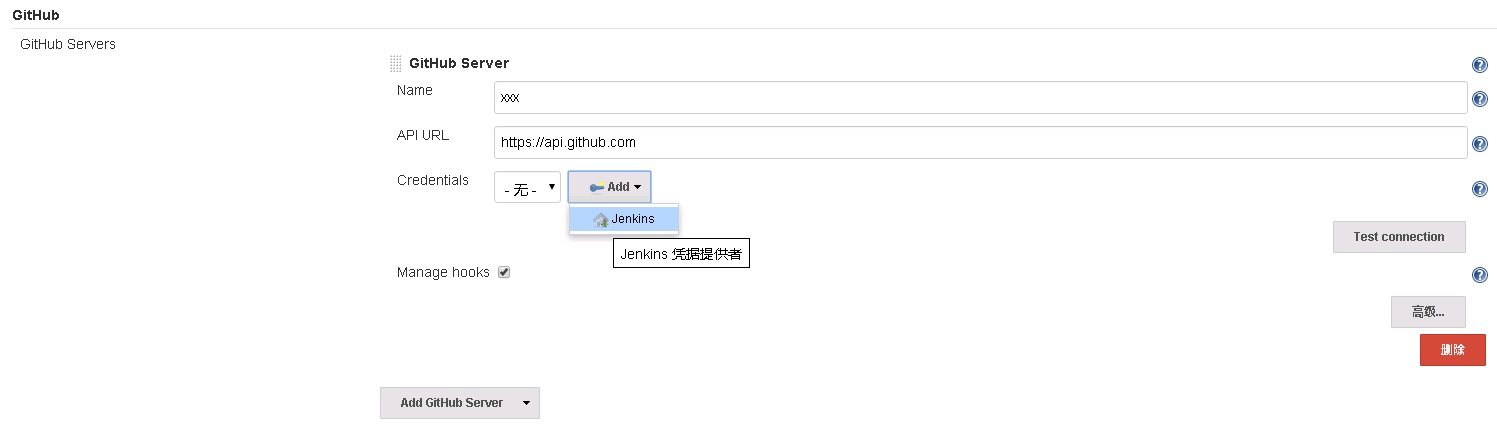 GitHub
GitHub Servers
GitHub Server
Name
xxx
API URL
https://api.github.com
Credentials
- 无 -
Add
Jenkins
Jenkins 凭据提供者
Test connection
Manage hooks
高级...
删除
Add GitHub Server